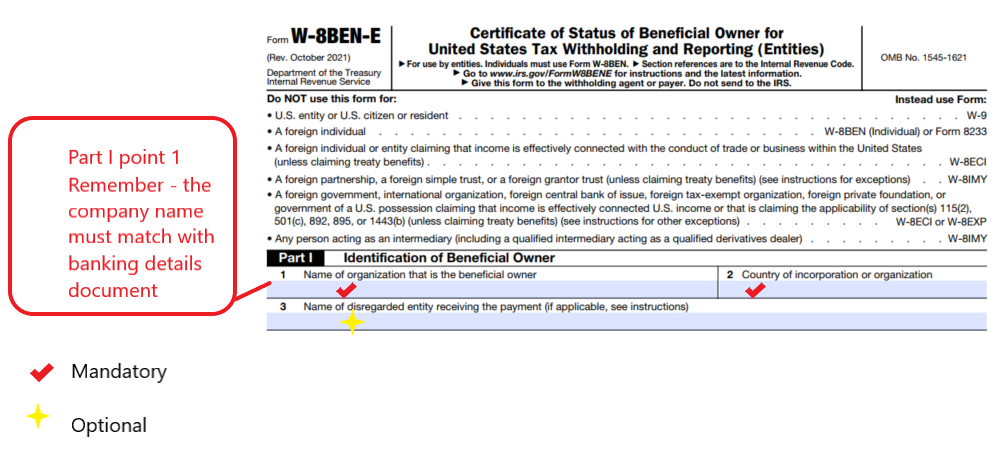 Form W-8BEN-E
(Rev. October 2021)
Department of the Treasury
Internal Revenue Service
Certificate of Status of Beneficial Owner for
United States Tax Withholding and Reporting (Entities)
▶ For use by entities. Individuals must use Form W-8BEN. ▶ Section references are to the Internal Revenue Code.
▶ Go to www.irs.gov/FormW8BENE for instructions and the latest information.
▶ Give this form to the withholding agent or payer. Do not send to the IRS.
OMB No. 1545-1621
Do NOT use this form for: Instead use Form:
• U.S. entity or U.S. citizen or resident . . . . . . . . . . W-9
• A foreign individual . . . . . . . . . . W-8BEN (Individual) or Form 8233
• A foreign individual or entity claiming that income is effectively connected with the conduct of trade or business within the United States
(unless claiming treaty benefits) . . . . . . . . . . W-8ECI
• A foreign partnership, a foreign simple trust, or a foreign grantor trust (unless claiming treaty benefits) (see instructions for exceptions) . . W-8IMY
• A foreign government, international organization, foreign central bank of issue, foreign tax-exempt organization, foreign private foundation, or
government of a U.S. possession claiming that income is effectively connected U.S. income or that is claiming the applicability of section(s) 115(2),
501(c), 892, 895, or 1443(b) (unless claiming treaty benefits) (see instructions for other exceptions) . . . . . . . . W-8ECI or W-8EXP
• Any person acting as an intermediary (including a qualified intermediary acting as a qualified derivatives dealer) . . . . . . . W-8IMY
Part I Identification of Beneficial Owner
1 Name of organization that is the beneficial owner
2 Country of incorporation or organization
3 Name of disregarded entity receiving the payment (if applicable, see instructions)
Part I point 1
Remember - the
company name
must match with
banking details
document
Mandatory
Optional